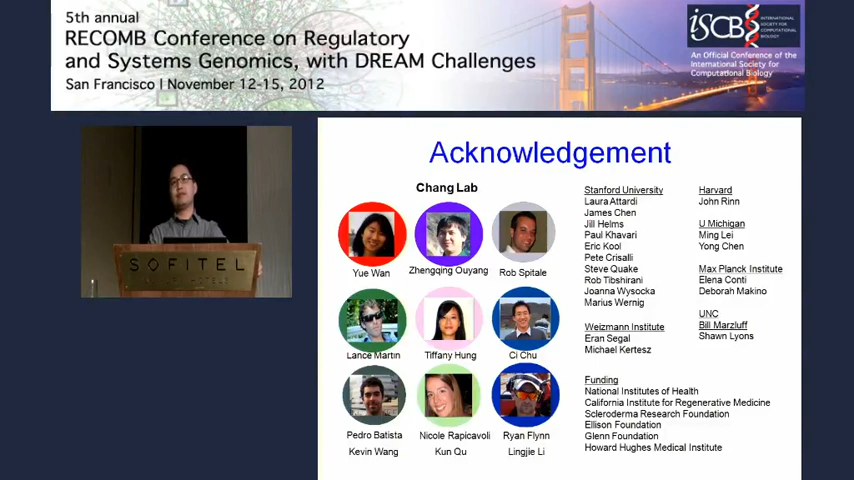 5th annual
RECOMB Conference on Regulatory
and Systems Genomics, with DREAM Challenges
San Francisco | November 12-15, 2012
iSCB
INTERNATIONAL
SOCIETY FOR
COMPUTATIONAL
BIOLOGY
An Official Conference of the
International Society for
Computational Biology
SOFITEL
Acknowledgement
Chang Lab
Yue Wan
Zhengqing Ouyang
Rob Spitale
Lance Martin
Tiffany Hung
Ci Chu
Pedro Batista
Nicole Rapicavoli
Ryan Flynn
Kevin Wang
Kun Qu
Lingjie Li
Stanford University
Laura Attardi
James Chen
Jill Helms
Paul Khavari
Eric Kool
Pete Crisalli
Steve Quake
Rob Tibshirani
Joanna Wysocka
Marius Wernig
Weizmann Institute
Eran Segal
Michael Kertesz
Harvard
John Rinn
U Michigan
Ming Lei
Yong Chen
Max Planck Institute
Elena Conti
Deborah Makino
UNC
Bill Marzluff
Shawn Lyons
Funding
National Institutes of Health
California Institute for Regenerative Medicine
Scleroderma Research Foundation
Ellison Foundation
Glenn Foundation
Howard Hughes Medical Institute